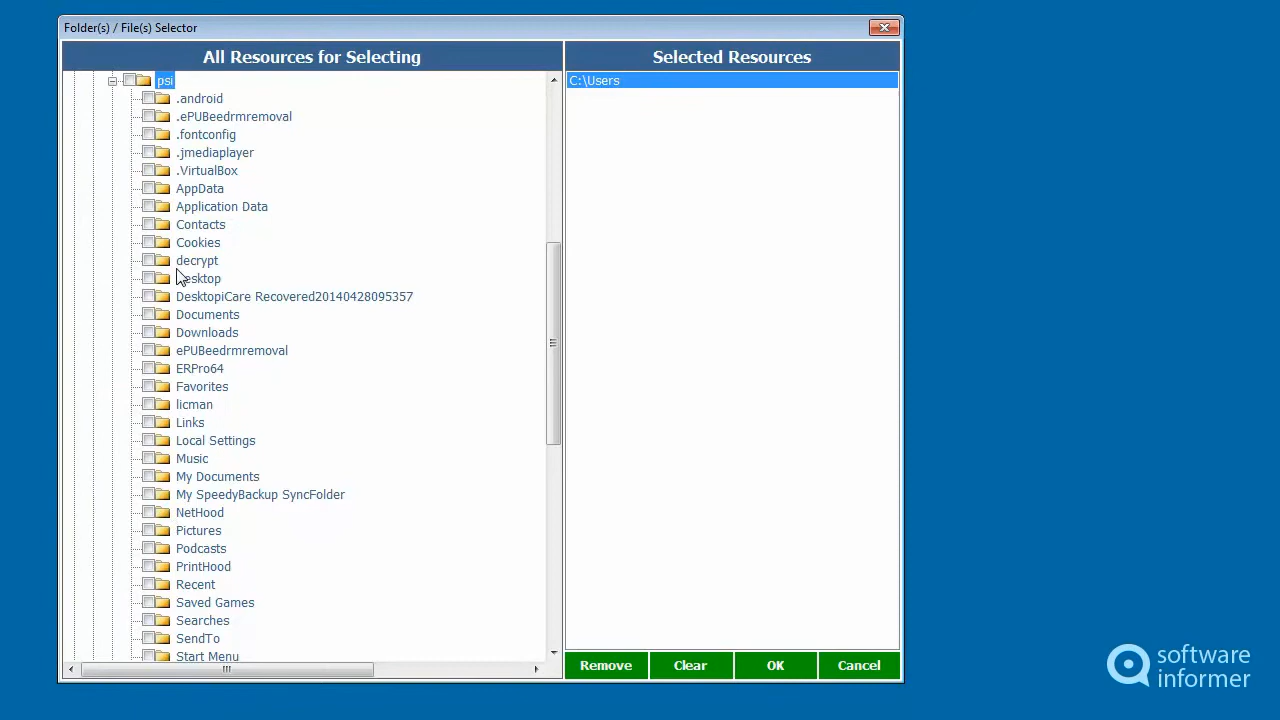 Folder(s) / File(s) Selector
All Resources for Selecting
Selected Resources
psi
C:\Users
.android
.ePUBeedrmremoval
.fontconfig
.jmediaplayer
.VirtualBox
AppData
Application Data
Contacts
Cookies
decrypt
Desktop
DesktopiCare Recovered20140428095357
Documents
Downloads
ePUBeedrmremoval
ERPro64
Favorites
licman
Links
Local Settings
Music
My Documents
My SpeedyBackup SyncFolder
NetHood
Pictures
Podcasts
PrintHood
Recent
Saved Games
Searches
SendTo
Start Menu
Remove
Clear
OK
Cancel
software
informer